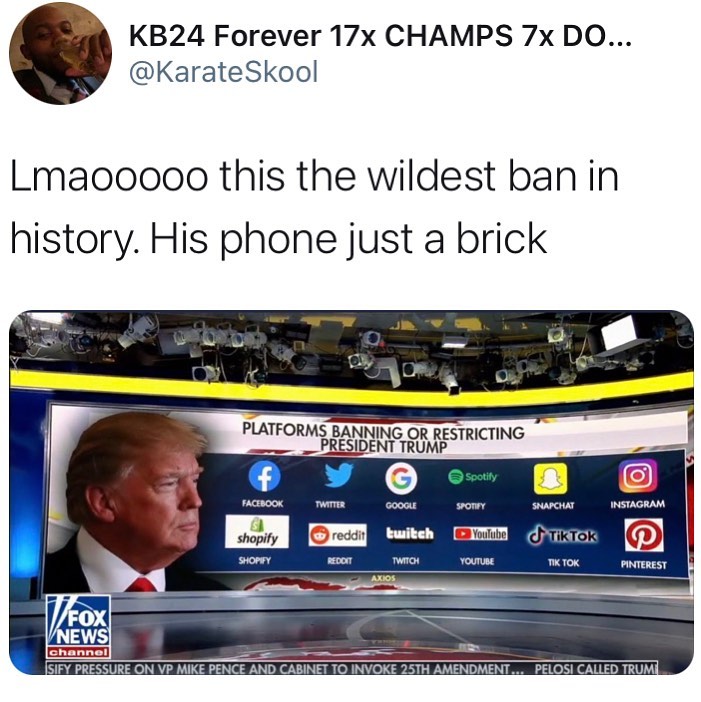 KB24 Forever 17x CHAMPS 7x DO...
@KarateSkool
Lmaooooo this the wildest ban in
history. His phone just a brick
PLATFORMS BANNING OR RESTRICTING
PRESIDENT TRUMP
Spotify
FACEBOOK TWITTER GOOGLE SPOTIFY SNAPCHAT INSTAGRAM
shopify reddit twitch YouTube TikTok
SHOPIFY REDDIT TWITCH YOUTUBE TIK TOK PINTEREST
AXIOS
FOX
NEWS
channel
SIFY PRESSURE ON VP MIKE PENCE AND CABINET TO INVOKE 25TH AMENDMENT... PELOSI CALLED TRUM